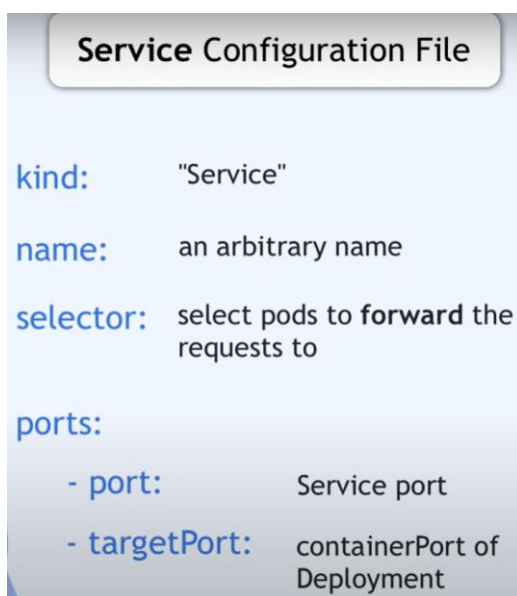 Service Configuration File
kind: "Service"
name: an arbitrary name
selector: select pods to forward the
requests to
ports:
- port: Service port
- targetPort: containerPort of
Deployment